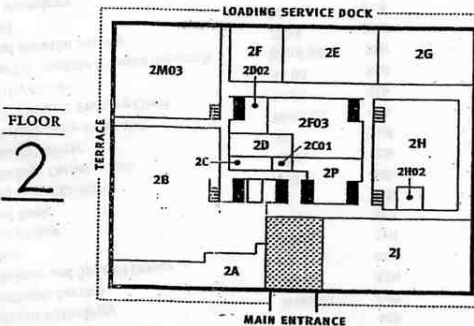 LOADING SERVICE DOCK
2F 2E 2G
2M03 2D02
2F03
FLOOR
2
TERRACE
2D 2C01 2H
2C
2B 2P 2H02
2A 2J
MAIN ENTRANCE